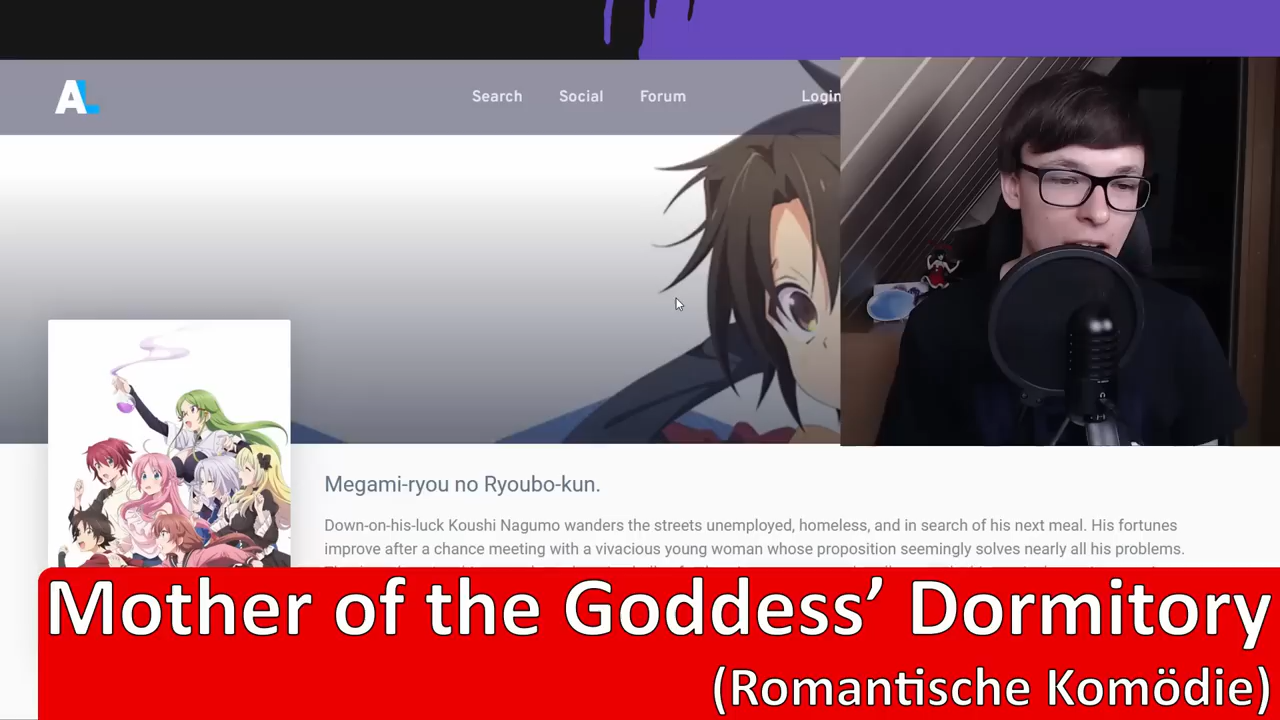 AL
Search Social Forum Login
Megami-ryou no Ryoubo-kun.
Down-on-his-luck Koushi Nagumo wanders the streets unemployed, homeless, and in search of his next meal. His fortunes
improve after a chance meeting with a vivacious young woman whose proposition seemingly solves nearly all his problems.
Mother of the Goddess’ Dormitory
(Romantische Komödie)